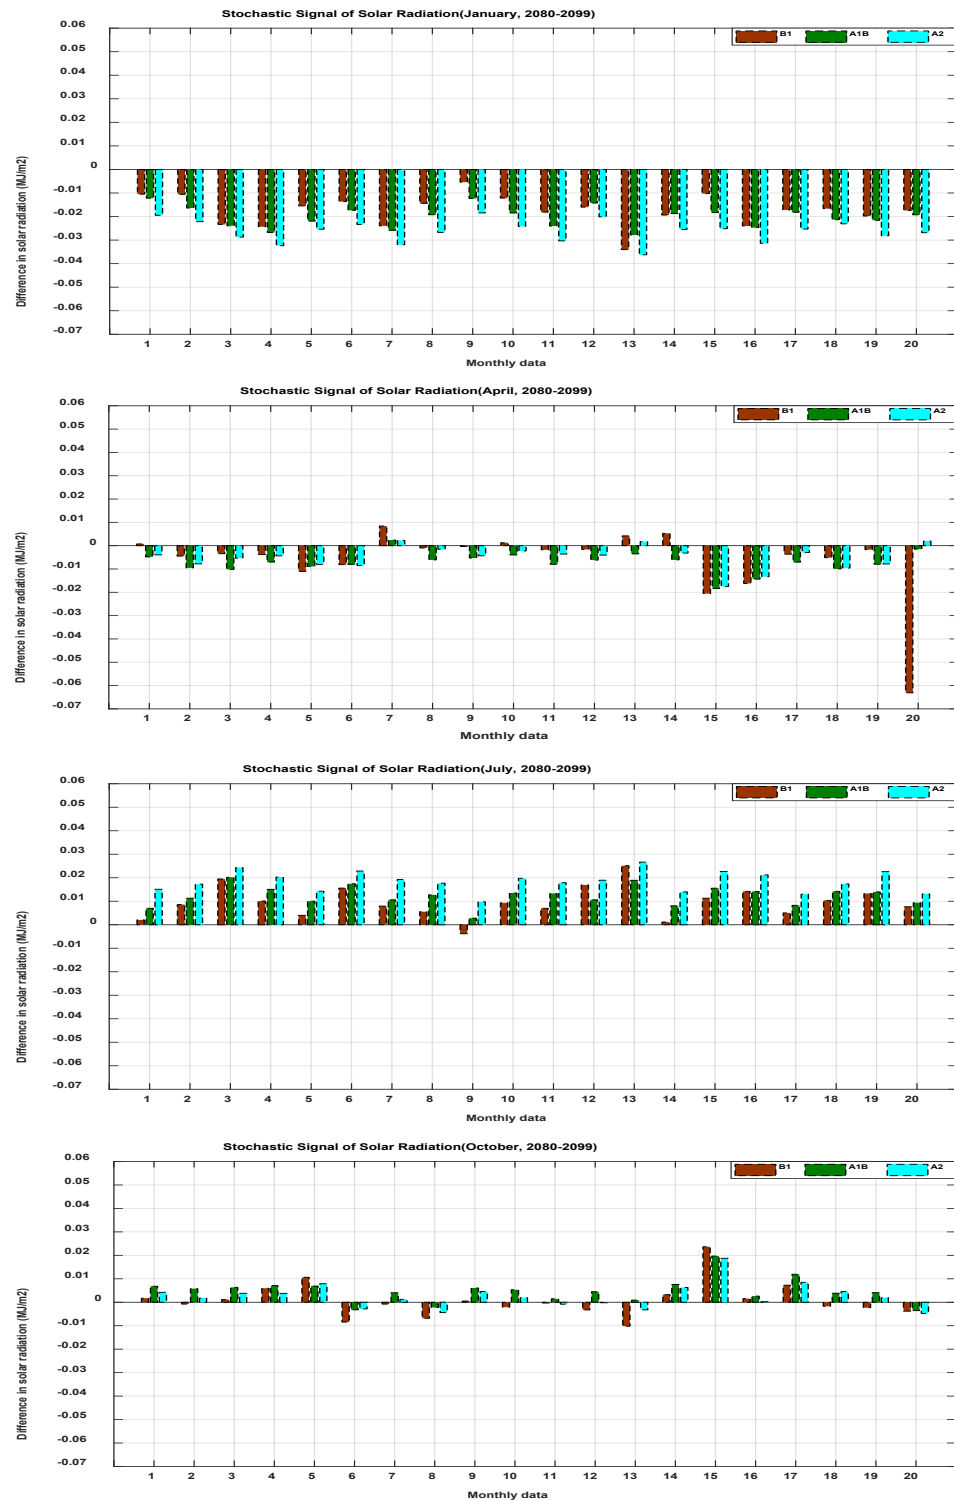 Stochastic Signal of Solar Radiation(January, 2080-2099)
B1 A1B A2
0.06
0.05
0.04
0.03
0.02
0.01
0
-0.01
-0.02
-0.03
-0.04
-0.05
-0.06
-0.07
Difference in solar radiation (MJ/m2)
1 2 3 4 5 6 7 8 9 10 11 12 13 14 15 16 17 18 19 20
Monthly data
Stochastic Signal of Solar Radiation(April, 2080-2099)
B1 A1B A2
0.06
0.05
0.04
0.03
0.02
0.01
0
-0.01
-0.02
-0.03
-0.04
-0.05
-0.06
-0.07
Difference in solar radiation (MJ/m2)
1 2 3 4 5 6 7 8 9 10 11 12 13 14 15 16 17 18 19 20
Monthly data
Stochastic Signal of Solar Radiation(July, 2080-2099)
B1 A1B A2
0.06
0.05
0.04
0.03
0.02
0.01
0
-0.01
-0.02
-0.03
-0.04
-0.05
-0.06
-0.07
Difference in solar radiation (MJ/m2)
1 2 3 4 5 6 7 8 9 10 11 12 13 14 15 16 17 18 19 20
Monthly data
Stochastic Signal of Solar Radiation(October, 2080-2099)
B1 A1B A2
0.06
0.05
0.04
0.03
0.02
0.01
0
-0.01
-0.02
-0.03
-0.04
-0.05
-0.06
-0.07
Difference in solar radiation (MJ/m2)
1 2 3 4 5 6 7 8 9 10 11 12 13 14 15 16 17 18 19 20
Monthly data